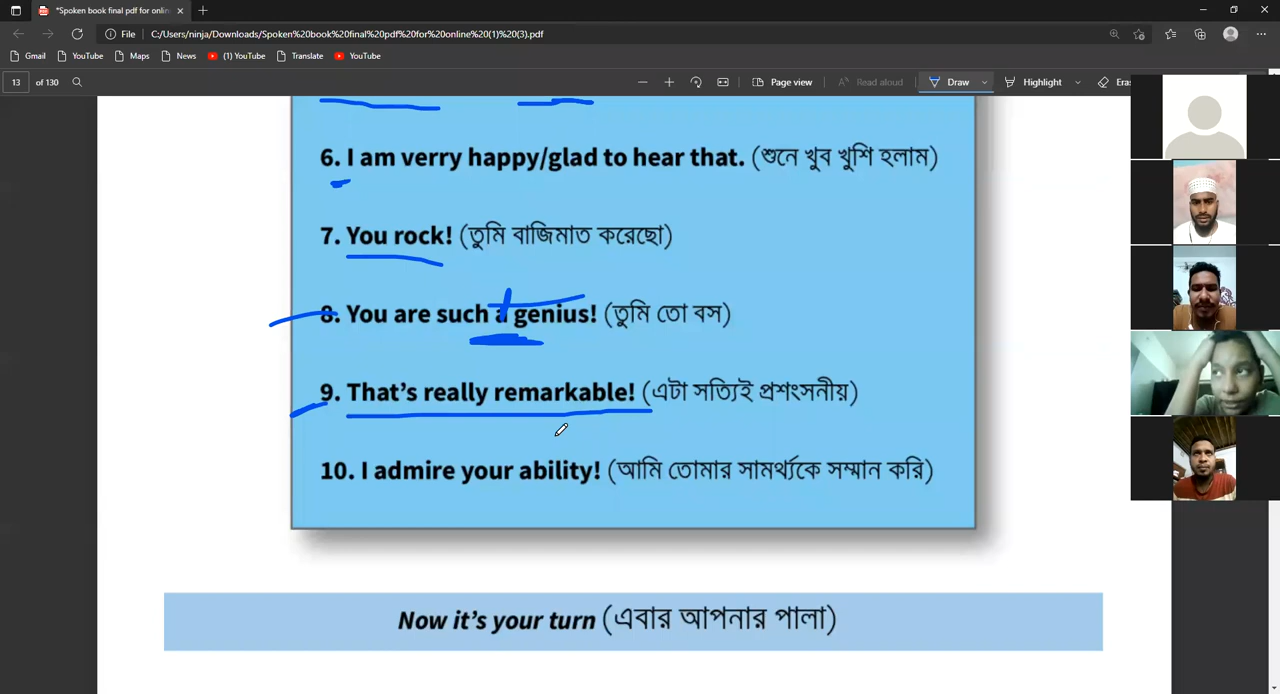 *Spoken book final pdf for onlin
File
C:/Users/ninja/Downloads/Spoken%20book%20final%20pdf%20for%20online%20(1)%20(3).pdf
Gmail
YouTube
Maps
News
(1) YouTube
Translate
YouTube
13 of 130
Page view
Read aloud
Draw
Highlight
Eras
6. I am verry happy/glad to hear that. (শুনে খুব খুশি হলাম)
7. You rock! (তুমি বাজিমাত করেছো)
8. You are such a genius! (তুমি তো বস)
9. That's really remarkable! (এটা সত্যিই প্রশংসনীয়)
10. I admire your ability! (আমি তোমার সামর্থ্যকে সম্মান করি)
Now it's your turn (এবার আপনার পালা)